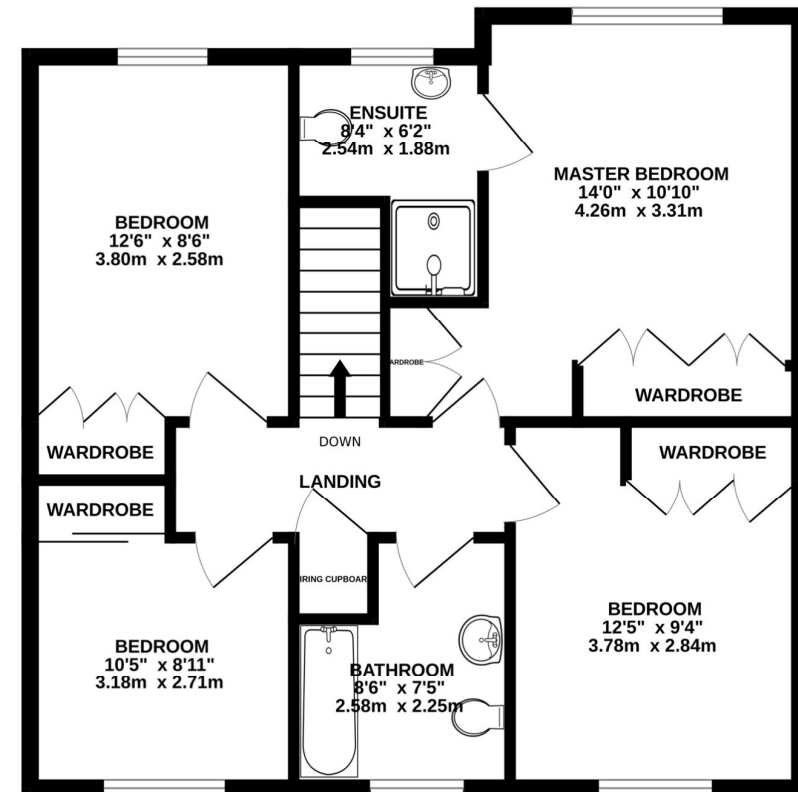 ENSUITE
8'4" x 6'2"
2.54m x 1.88m
MASTER BEDROOM
14'0" x 10'10"
4.26m x 3.31m
BEDROOM
12'6" x 8'6"
3.80m x 2.58m
ARDROBE
WARDROBE
WARDROBE
DOWN
WARDROBE
LANDING
WARDROBE
IRING CUPBOAR
BEDROOM
12'5" x 9'4"
3.78m x 2.84m
BEDROOM
10'5" x 8'11"
3.18m x 2.71m
BATHROOM
8'6" x 7'5"
2.58m x 2.25m